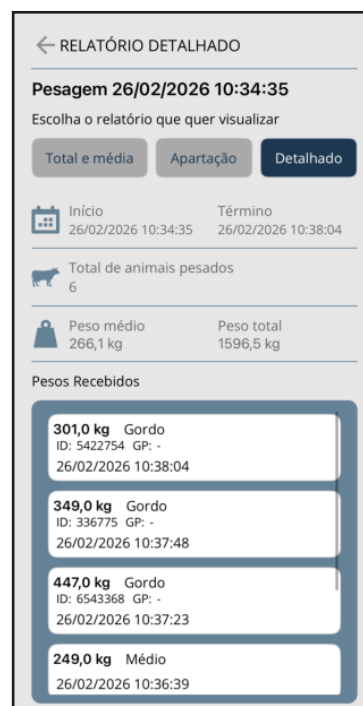 RELATÓRIO DETALHADO
Pesagem 26/02/2026 10:34:35
Escolha o relatório que quer visualizar
Total e média Apartação Detalhado
Início Término
26/02/2026 10:34:35 26/02/2026 10:38:04
Total de animais pesados
6
Peso médio Peso total
266,1 kg 1596,5 kg
Pesos Recebidos
301,0 kg Gordo
ID: 5422754 GP: -
26/02/2026 10:38:04
349,0 kg Gordo
ID: 336775 GP: -
26/02/2026 10:37:48
447,0 kg Gordo
ID: 6543368 GP: -
26/02/2026 10:37:23
249,0 kg Médio
26/02/2026 10:36:39